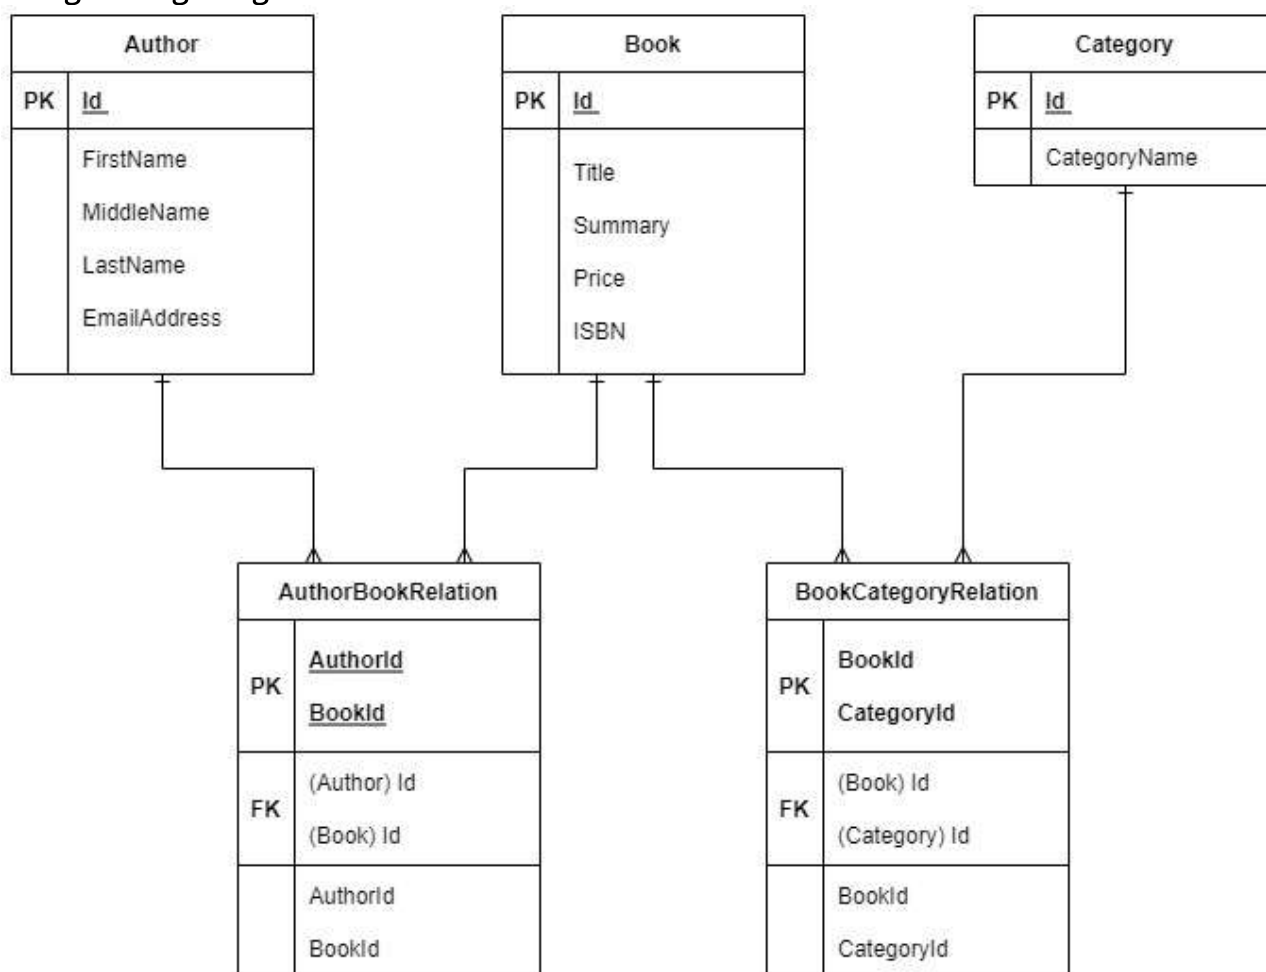 Author
PK Id
FirstName
MiddleName
LastName
EmailAddress
Book
PK Id
Title
Summary
Price
ISBN
Category
PK Id
CategoryName
AuthorBookRelation
PK
AuthorId
BookId
FK
(Author) Id
(Book) Id
AuthorId
BookId
BookCategoryRelation
PK
BookId
CategoryId
FK
(Book) Id
(Category) Id
BookId
CategoryId